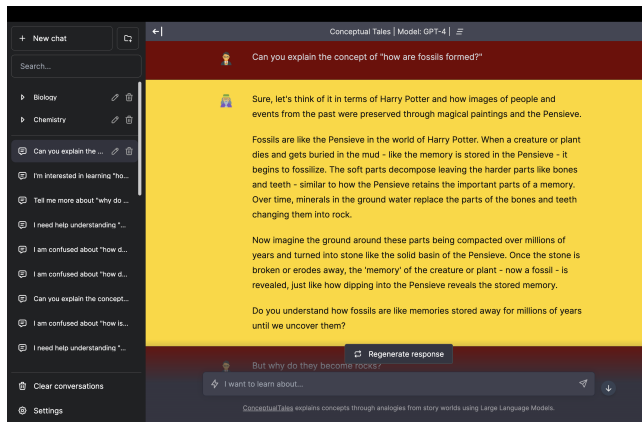 + New chat
Search...
Biology
Chemistry
Can you explain the ...
I'm interested in learning "ho...
Tell me more about "why do ...
I need help understanding "...
I am confused about "how d...
I am confused about "how d...
Can you explain the concept...
I am confused about "how is...
I need help understanding "...
Clear conversations
Settings
Conceptual Tales | Model: GPT-4 |
Can you explain the concept of "how are fossils formed?"
Sure, let's think of it in terms of Harry Potter and how images of people and
events from the past were preserved through magical paintings and the Pensieve.
Fossils are like the Pensieve in the world of Harry Potter. When a creature or plant
dies and gets buried in the mud - like the memory is stored in the Pensieve - it
begins to fossilize. The soft parts decompose leaving the harder parts like bones
and teeth - similar to how the Pensieve retains the important parts of a memory.
Over time, minerals in the ground water replace the parts of the bones and teeth
changing them into rock.
Now imagine the ground around these parts being compacted over millions of
years and turned into stone like the solid basin of the Pensieve. Once the stone is
broken or erodes away, the 'memory' of the creature or plant - now a fossil - is
revealed, just like how dipping into the Pensieve reveals the stored memory.
Do you understand how fossils are like memories stored away for millions of years
until we uncover them?
Regenerate response
But why do they become rocks?
I want to learn about...
ConceptualTales explains concepts through analogies from story worlds using Large Language Models.